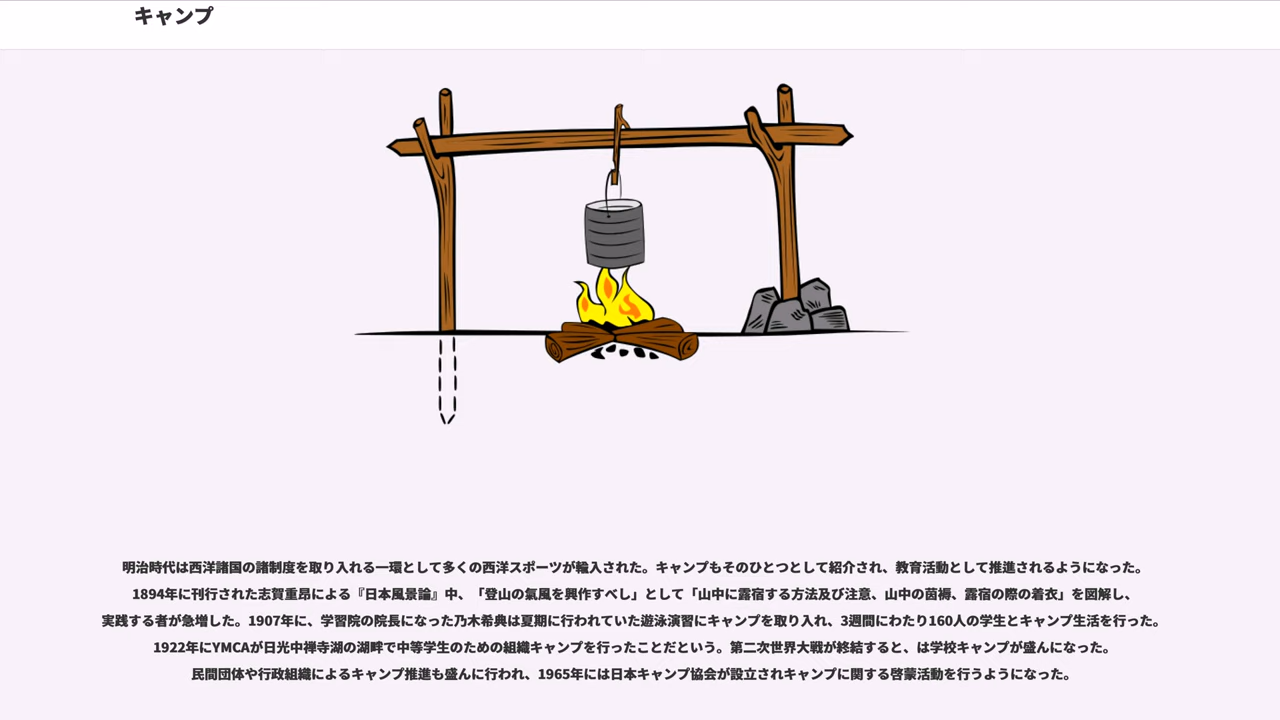 キャンプ
明治時代は西洋諸国の諸制度を取り入れる一環として多くの西洋スポーツが輸入された。キャンプもそのひとつとして紹介され、教育活動として推進されるようになった。
1894年に刊行された志賀重昂による『日本風景論』中、「登山の氣風を興作すべし」として「山中に露宿する方法及び注意、山中の菌褥、露宿の際の着衣」を図解し、
実践する者が急増した。1907年に、学習院の院長になった乃木希典は夏期に行われていた遊泳演習にキャンプを取り入れ、3週間にわたり160人の学生とキャンプ生活を行った。
1922年にYMCAが日光中禅寺湖の湖畔で中等学生のための組織キャンプを行ったことだという。第二次世界大戦が終結すると、は学校キャンプが盛んになった。
民間団体や行政組織によるキャンプ推進も盛んに行われ、1965年には日本キャンプ協会が設立されキャンプに関する啓蒙活動を行うようになった。